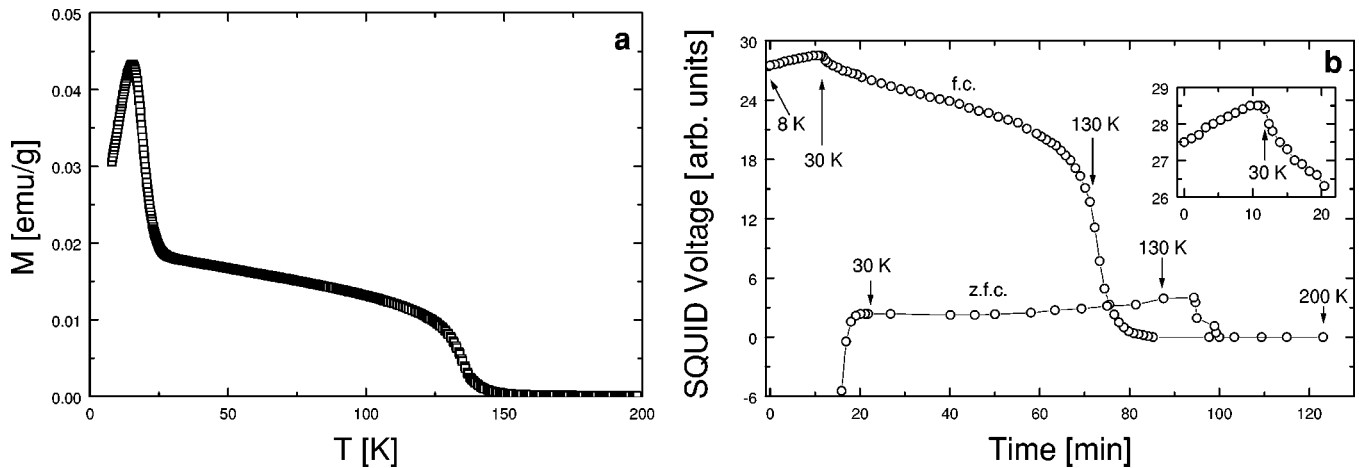 a
M [emu/g]
0.05
0.04
0.03
0.02
0.01
0.00
0
50
100
150
200
T [K]
b
SQUID Voltage [arb. units]
30
24
18
12
6
0
-6
0
20
40
60
80
100
120
Time [min]
f.c.
8 K
30 K
130 K
z.f.c.
30 K
130 K
200 K
29
28
27
26
0
10
20
30 K